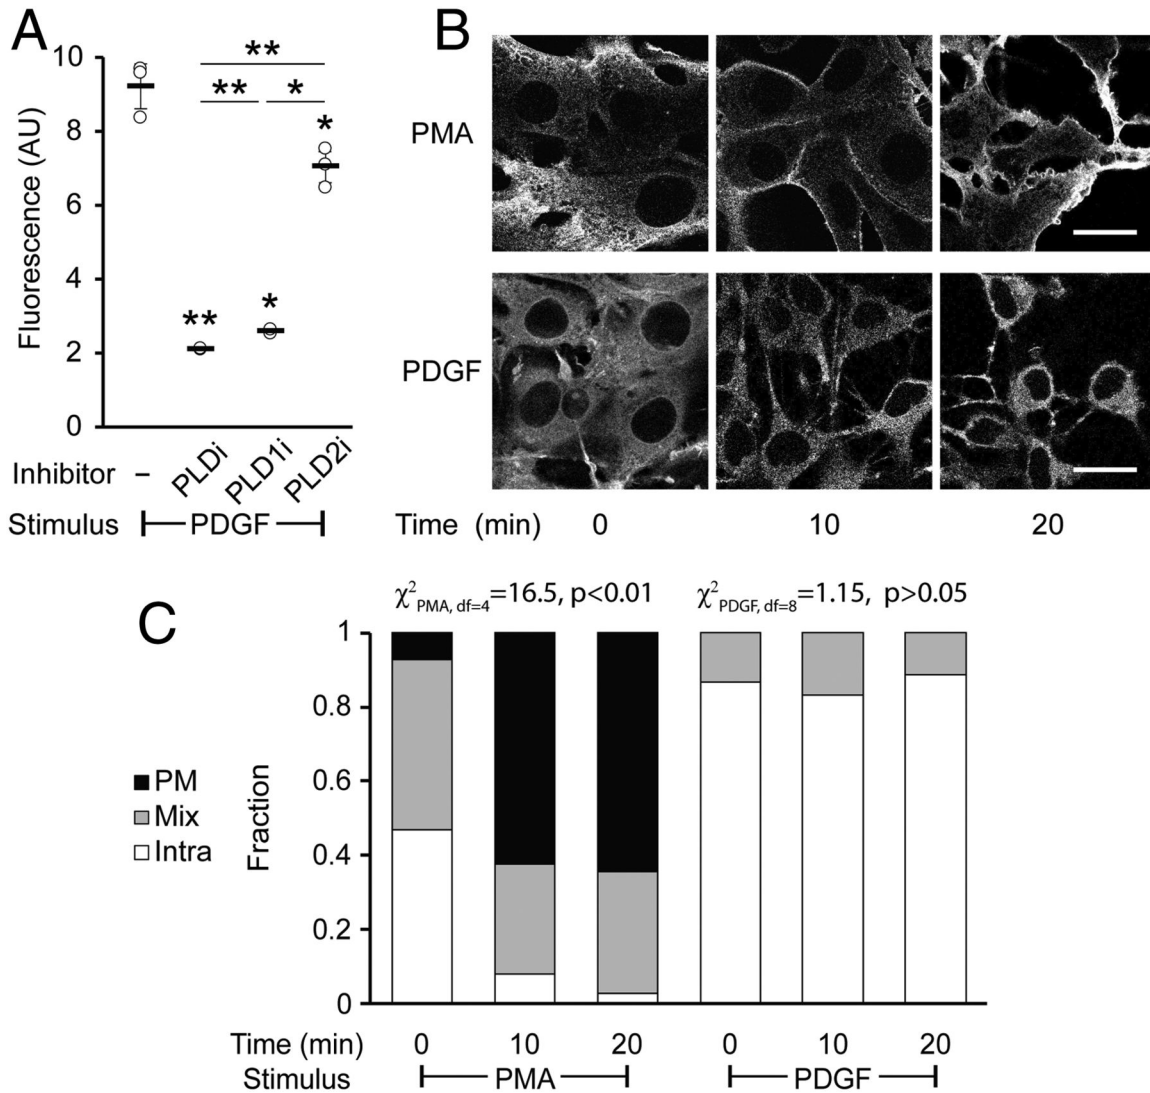 A
10
8
6
4
2
0
Fluorescence (AU)
**
** *
*
** *
Inhibitor – PLDi PLD1i PLD2i
Stimulus PDGF
B
PMA
PDGF
Time (min) 0 10 20
C
χ²PMA, df=4=16.5, p<0.01 χ²PDGF, df=8=1.15, p>0.05
1
0.8
0.6
0.4
0.2
0
Fraction
PM
Mix
Intra
Time (min) 0 10 20 0 10 20
Stimulus PMA PDGF